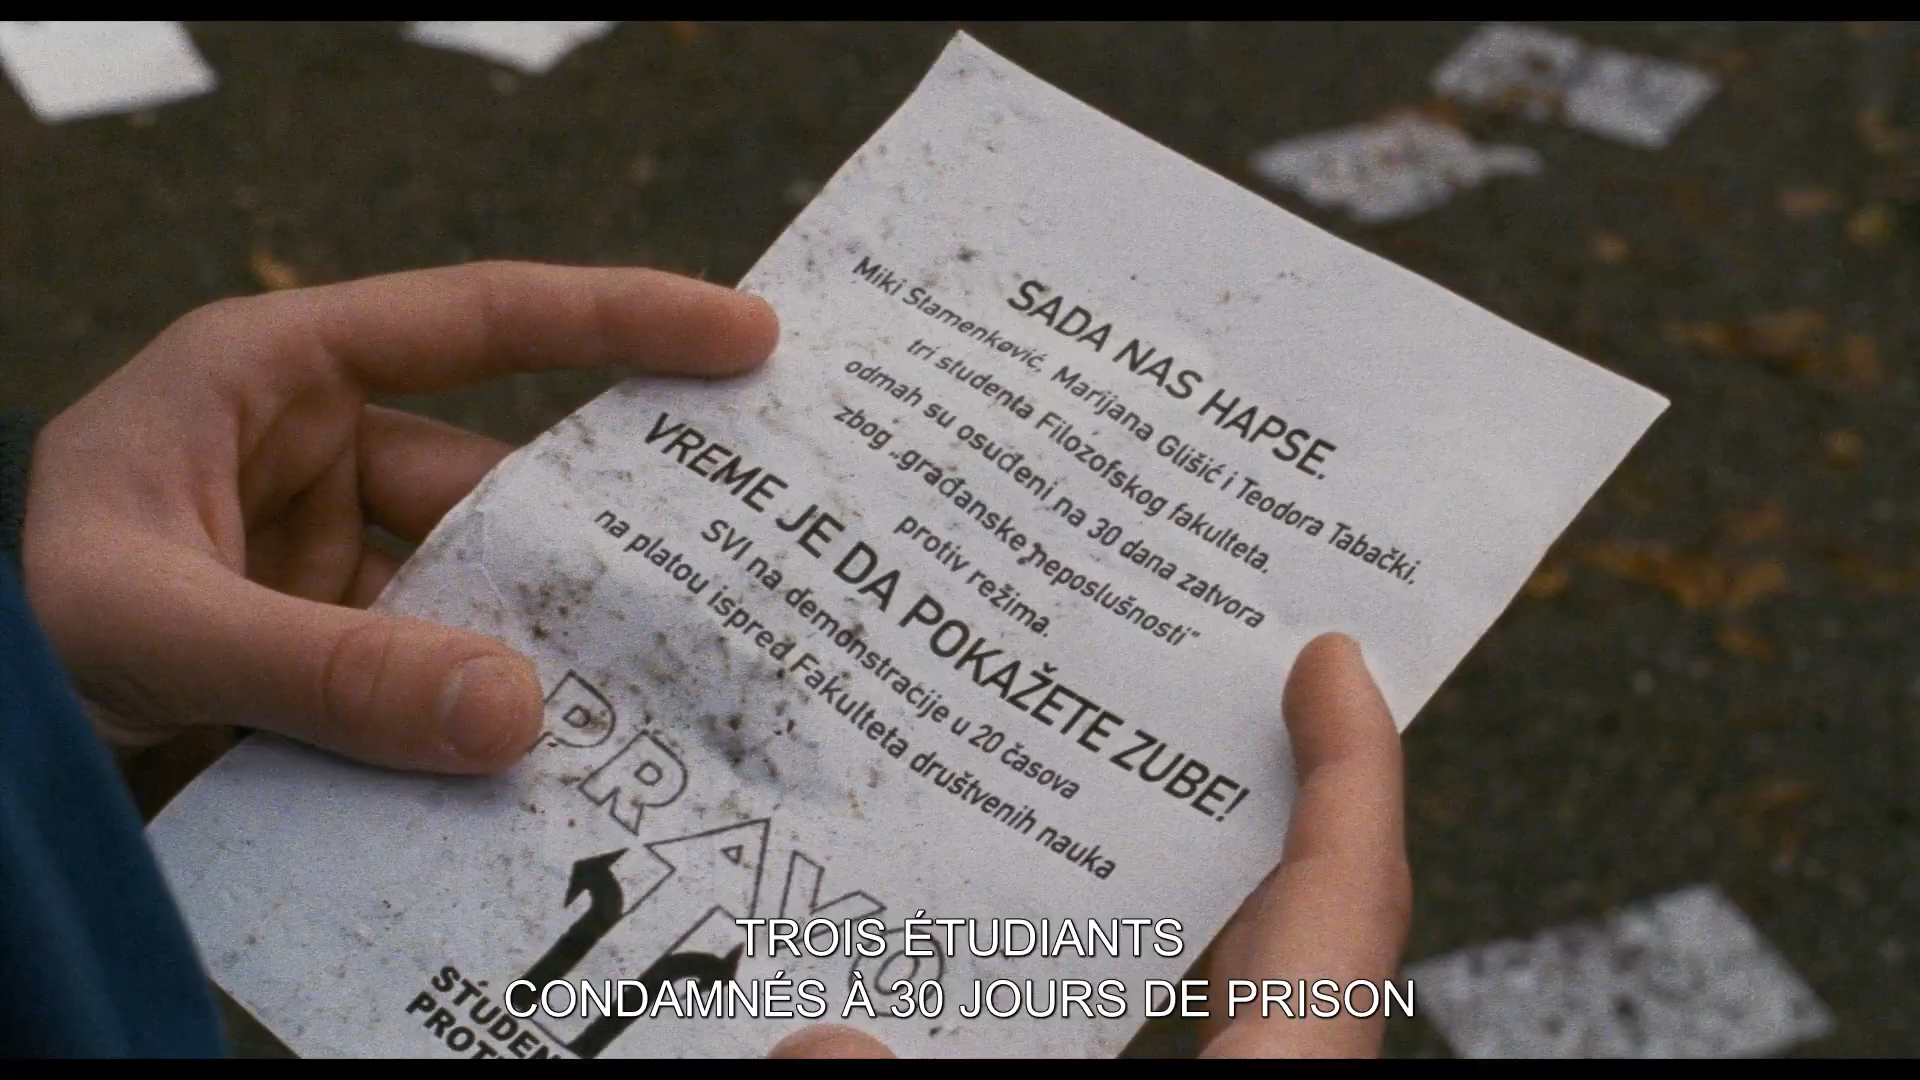 SADA NAS HAPSE.
Miki Stamenković, Marijana Glišić i Teodora Tabački,
tri studenta Filozofskog fakulteta,
odmah su osuđeni na 30 dana zatvora
zbog „građanske neposlušnosti"
protiv režima.
VREME JE DA POKAŽETE ZUBE!
SVI na demonstracije u 20 časova
na platou ispred Fakulteta društvenih nauka
PRAVO
STUDEN
PROT
TROIS ÉTUDIANTS
CONDAMNÉS À 30 JOURS DE PRISON